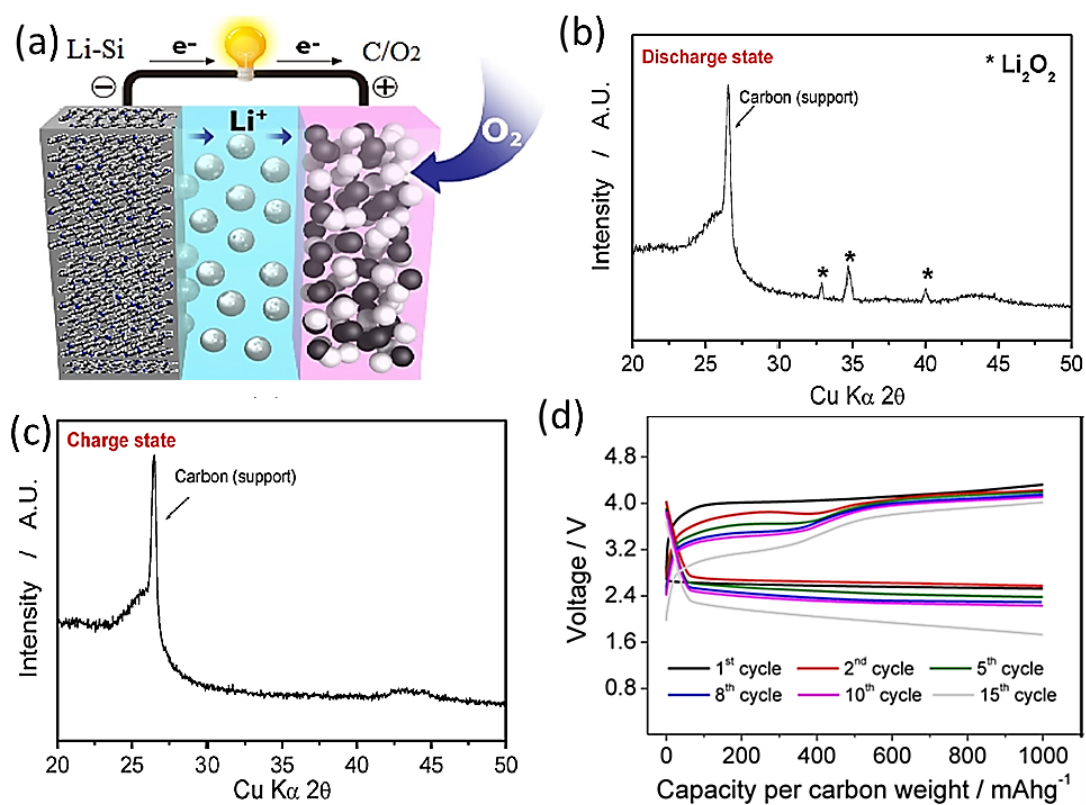 (a)
Li-Si
e-
e-
C/O₂
⊖
⊕
Li⁺
O₂
(b)
Discharge state
* Li₂O₂
Carbon (support)
*
*
*
Intensity / A.U.
20 25 30 35 40 45 50
Cu Kα 2θ
(c)
Charge state
Carbon (support)
Intensity / A.U.
20 25 30 35 40 45 50
Cu Kα 2θ
(d)
4.8
4.0
3.2
2.4
1.6
0.8
Voltage / V
1st cycle 2nd cycle 5th cycle
8th cycle 10th cycle 15th cycle
0 200 400 600 800 1000
Capacity per carbon weight / mAhg⁻¹